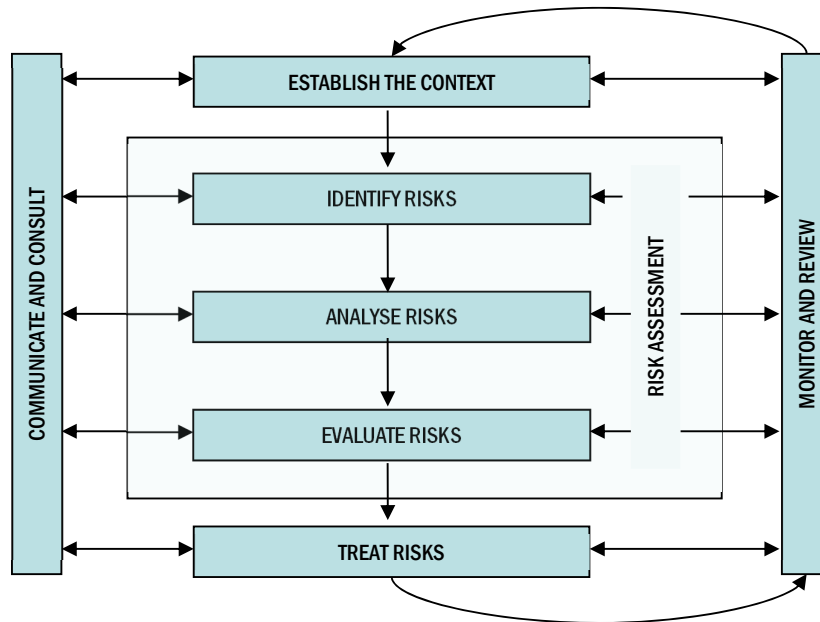 ESTABLISH THE CONTEXT
COMMUNICATE AND CONSULT
IDENTIFY RISKS
ANALYSE RISKS
EVALUATE RISKS
RISK ASSESSMENT
MONITOR AND REVIEW
TREAT RISKS